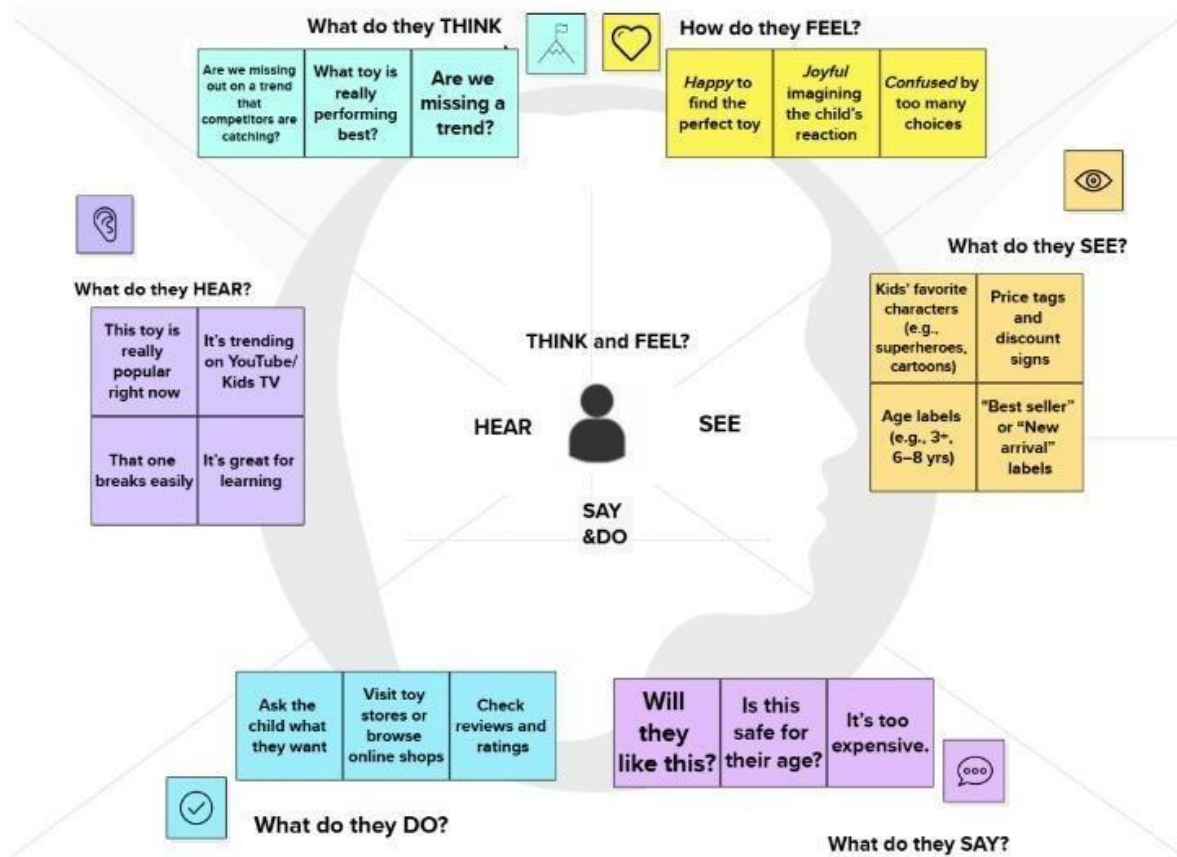 What do they THINK
Are we missing
out on a trend
that
competitors are
catching?
What toy is
really
performing
best?
Are we
missing a
trend?
How do they FEEL?
Happy to
find the
perfect toy
Joyful
imagining
the child's
reaction
Confused by
too many
choices
What do they HEAR?
This toy is
really
popular
right now
It's trending
on YouTube/
Kids TV
That one
breaks easily
It's great for
learning
THINK and FEEL?
HEAR
SEE
SAY
&DO
What do they SEE?
Kids' favorite
characters
(e.g.,
superheroes,
cartoons)
Price tags
and
discount
signs
Age labels
(e.g., 3+,
6–8 yrs)
"Best seller"
or "New
arrival"
labels
Ask the
child what
they want
Visit toy
stores or
browse
online shops
Check
reviews and
ratings
What do they DO?
Will
they
like this?
Is this
safe for
their age?
It's too
expensive.
What do they SAY?